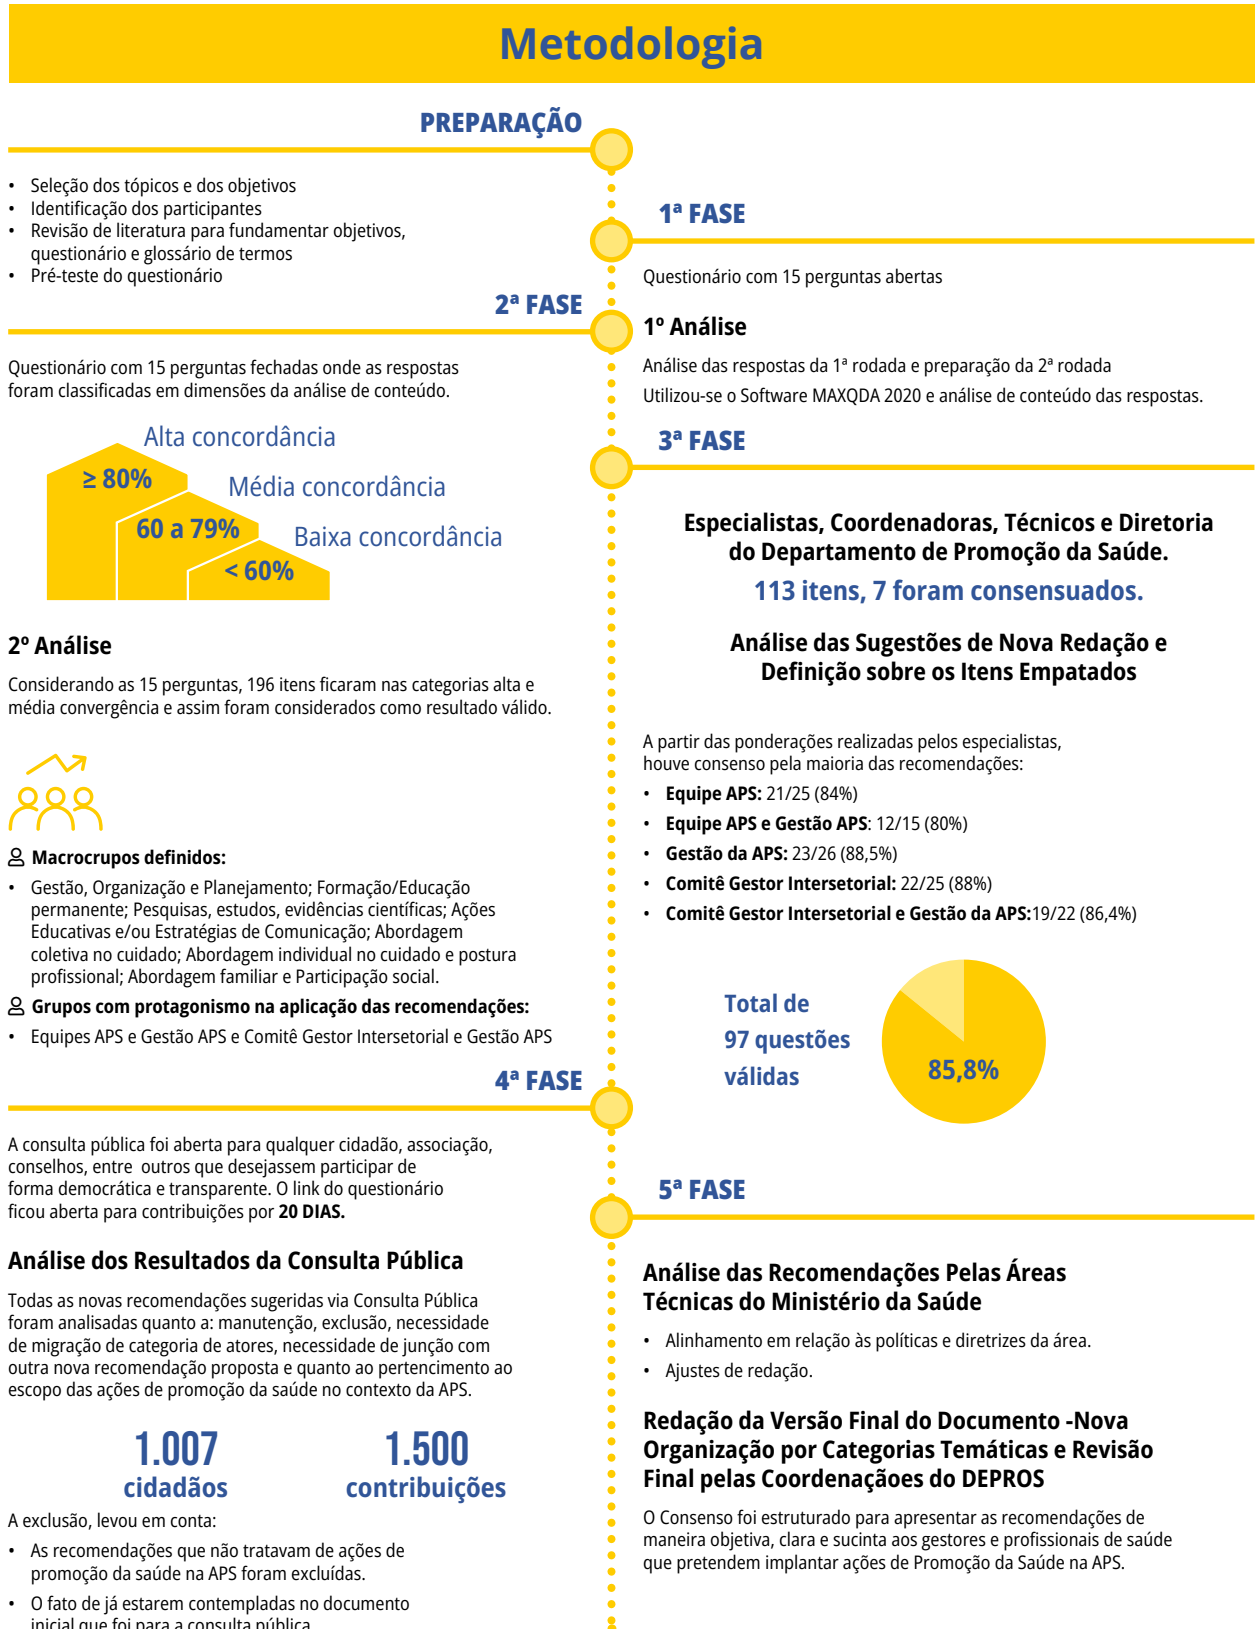 Metodologia
PREPARAÇÃO
• Seleção dos tópicos e dos objetivos
• Identificação dos participantes
• Revisão de literatura para fundamentar objetivos,
questionário e glossário de termos
• Pré-teste do questionário
1ª FASE
Questionário com 15 perguntas abertas
1º Análise
Análise das respostas da 1ª rodada e preparação da 2ª rodada
Utilizou-se o Software MAXQDA 2020 e análise de conteúdo das respostas.
2ª FASE
Questionário com 15 perguntas fechadas onde as respostas
foram classificadas em dimensões da análise de conteúdo.
Alta concordância
≥ 80%
Média concordância
60 a 79%
Baixa concordância
< 60%
2º Análise
Considerando as 15 perguntas, 196 itens ficaram nas categorias alta e
média convergência e assim foram considerados como resultado válido.
Macrocrupos definidos:
• Gestão, Organização e Planejamento; Formação/Educação
permanente; Pesquisas, estudos, evidências científicas; Ações
Educativas e/ou Estratégias de Comunicação; Abordagem
coletiva no cuidado; Abordagem individual no cuidado e postura
profissional; Abordagem familiar e Participação social.
Grupos com protagonismo na aplicação das recomendações:
• Equipes APS e Gestão APS e Comitê Gestor Intersetorial e Gestão APS
3ª FASE
Especialistas, Coordenadoras, Técnicos e Diretoria
do Departamento de Promoção da Saúde.
113 itens, 7 foram consensuados.
Análise das Sugestões de Nova Redação e
Definição sobre os Itens Empatados
A partir das ponderações realizadas pelos especialistas,
houve consenso pela maioria das recomendações:
• Equipe APS: 21/25 (84%)
• Equipe APS e Gestão APS: 12/15 (80%)
• Gestão da APS: 23/26 (88,5%)
• Comitê Gestor Intersetorial: 22/25 (88%)
• Comitê Gestor Intersetorial e Gestão da APS:19/22 (86,4%)
Total de
97 questões
válidas
85,8%
4ª FASE
A consulta pública foi aberta para qualquer cidadão, associação,
conselhos, entre outros que desejassem participar de
forma democrática e transparente. O link do questionário
ficou aberta para contribuições por 20 DIAS.
Análise dos Resultados da Consulta Pública
Todas as novas recomendações sugeridas via Consulta Pública
foram analisadas quanto a: manutenção, exclusão, necessidade
de migração de categoria de atores, necessidade de junção com
outra nova recomendação proposta e quanto ao pertencimento ao
escopo das ações de promoção da saúde no contexto da APS.
1.007
cidadãos
1.500
contribuições
A exclusão, levou em conta:
• As recomendações que não tratavam de ações de
promoção da saúde na APS foram excluídas.
• O fato de já estarem contempladas no documento
inicial que foi para a consulta pública
5ª FASE
Análise das Recomendações Pelas Áreas
Técnicas do Ministério da Saúde
• Alinhamento em relação às políticas e diretrizes da área.
• Ajustes de redação.
Redação da Versão Final do Documento -Nova
Organização por Categorias Temáticas e Revisão
Final pelas Coordenaçãoes do DEPROS
O Consenso foi estruturado para apresentar as recomendações de
maneira objetiva, clara e sucinta aos gestores e profissionais de saúde
que pretendem implantar ações de Promoção da Saúde na APS.